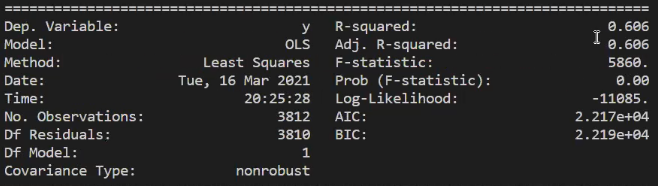 ==============================================================================
Dep. Variable:                      y   R-squared:                       0.606
Model:                            OLS   Adj. R-squared:                  0.606
Method:                 Least Squares   F-statistic:                     5860.
Date:                Tue, 16 Mar 2021   Prob (F-statistic):               0.00
Time:                        20:25:28   Log-Likelihood:                -11085.
No. Observations:                3812   AIC:                         2.217e+04
Df Residuals:                    3810   BIC:                         2.219e+04
Df Model:                           1
Covariance Type:            nonrobust